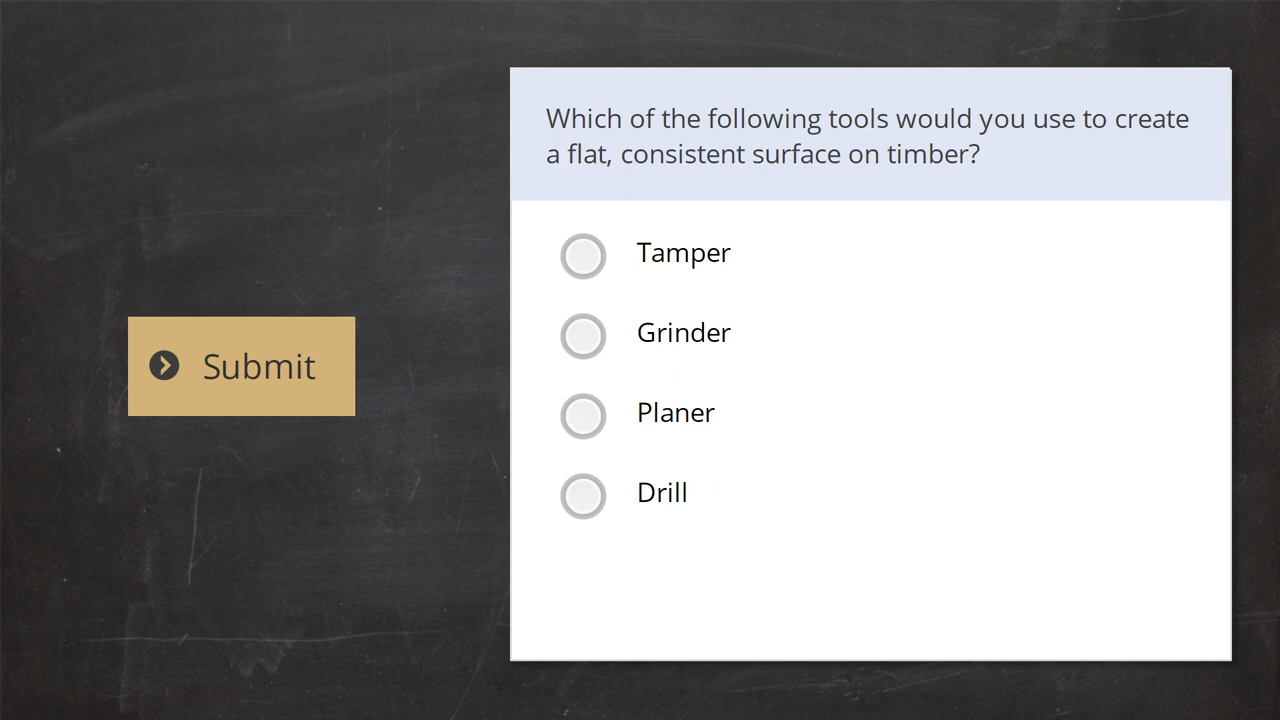 Which of the following tools would you use to create
a flat, consistent surface on timber?
Tamper
Grinder
Planer
Drill
Submit